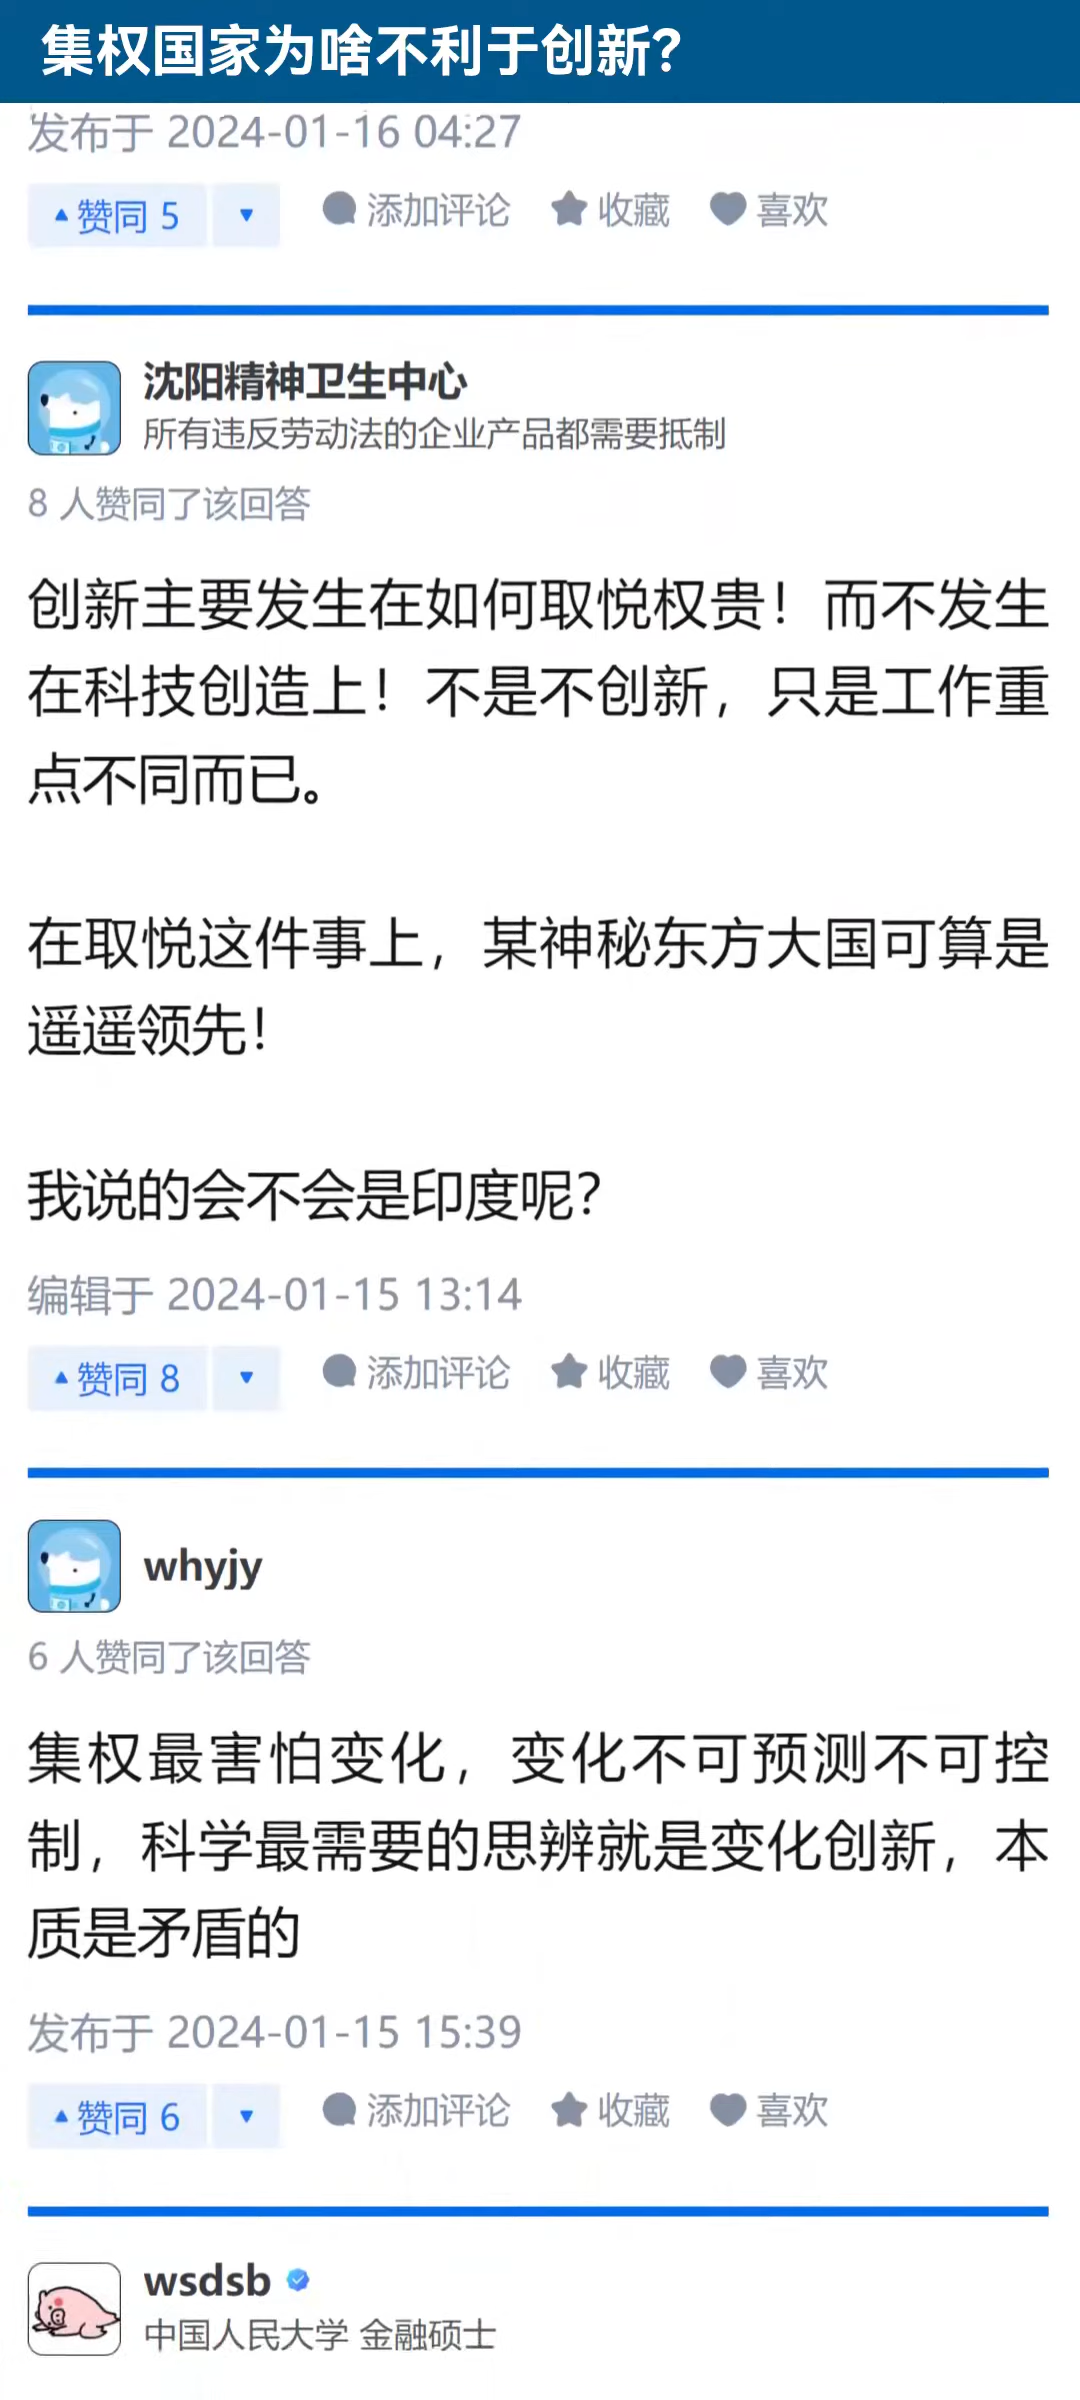 集权国家为啥不利于创新?
发布于 2024-01-16 04:27
赞同 5
添加评论
收藏
喜欢
沈阳精神卫生中心
所有违反劳动法的企业产品都需要抵制
8 人赞同了该回答
创新主要发生在如何取悦权贵！而不发生
在科技创造上！不是不创新，只是工作重
点不同而已。
在取悦这件事上，某神秘东方大国可算是
遥遥领先！
我说的会不会是印度呢？
编辑于 2024-01-15 13:14
赞同 8
添加评论
收藏
喜欢
whyjy
6 人赞同了该回答
集权最害怕变化，变化不可预测不可控
制，科学最需要的思辨就是变化创新，本
质是矛盾的
发布于 2024-01-15 15:39
赞同 6
添加评论
收藏
喜欢
wsdsb
中国人民大学 金融硕士